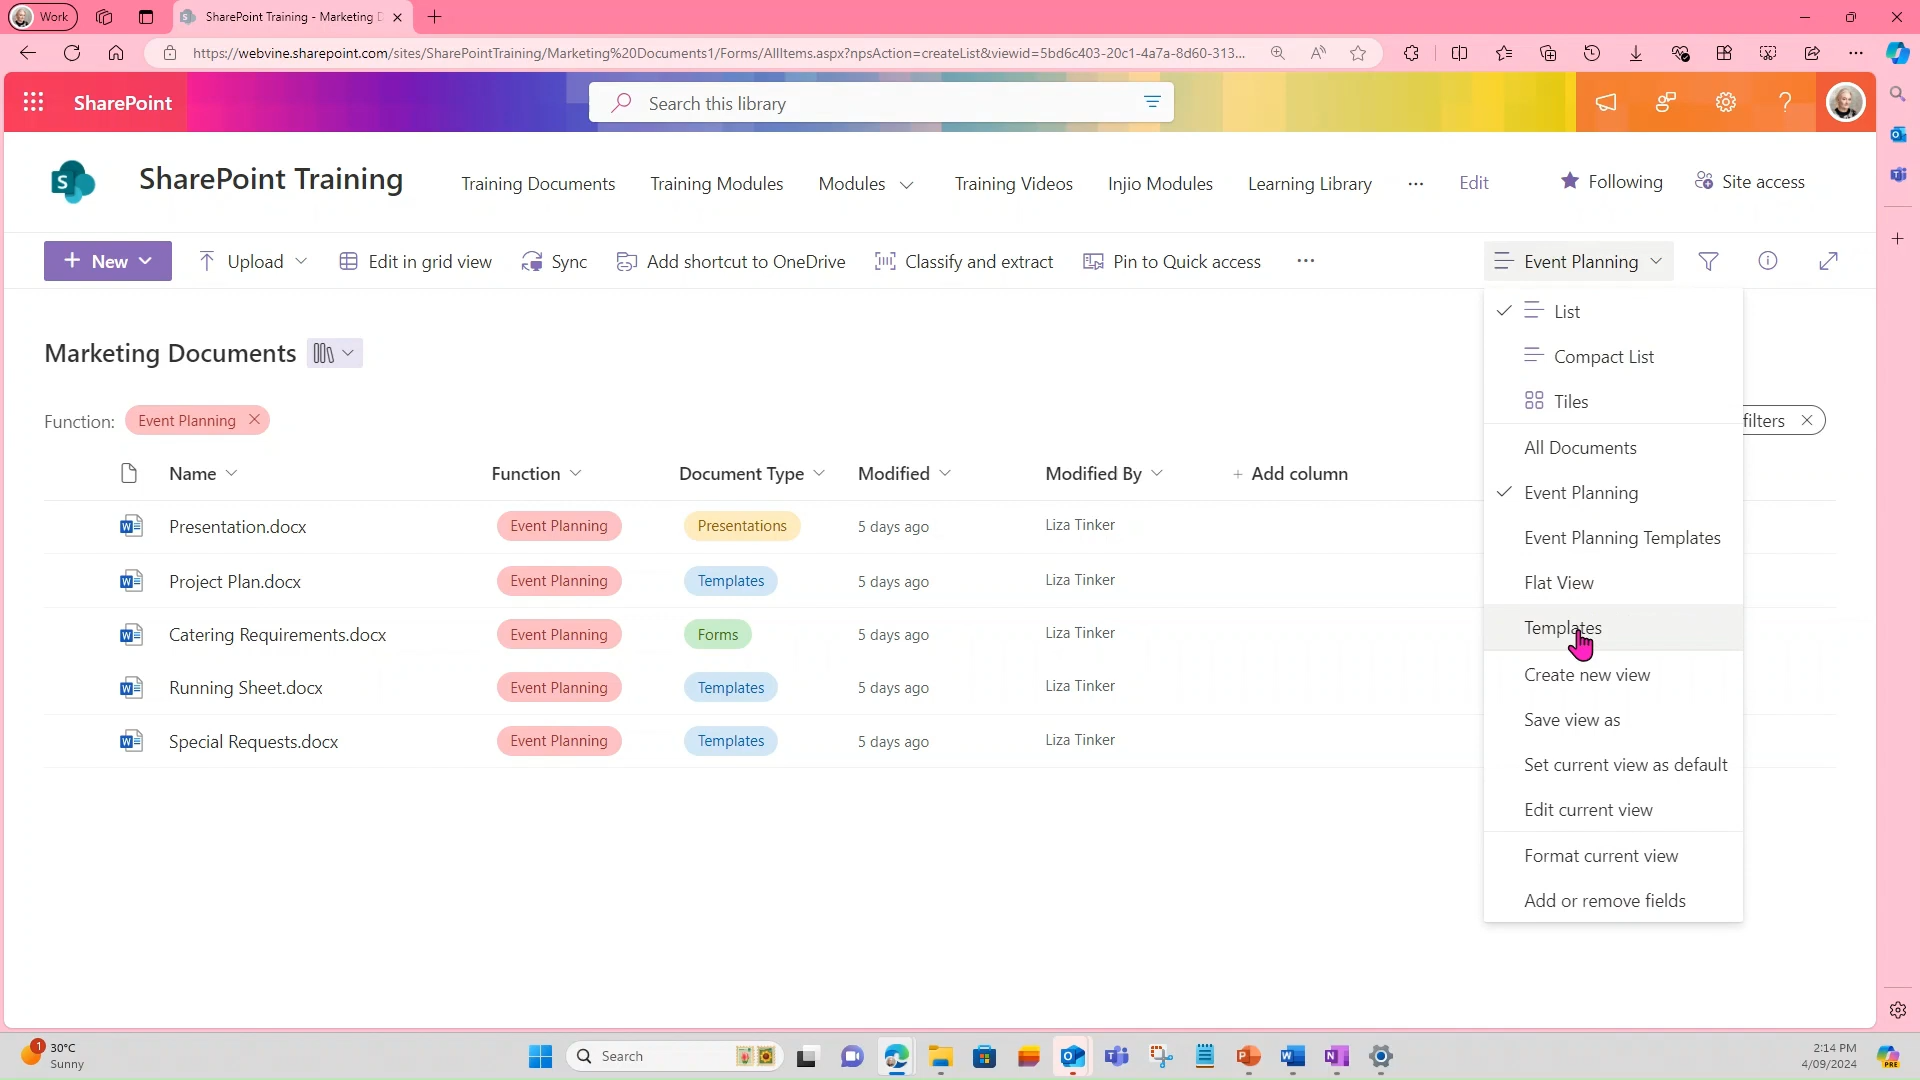 Work
SharePoint Training - Marketing D
https://webvine.sharepoint.com/sites/SharePointTraining/Marketing%20Documents1/Forms/AllItems.aspx?npsAction=createList&viewid=5bd6c403-20c1-4a7a-8d60-313...
SharePoint
Search this library
SharePoint Training
Training Documents
Training Modules
Modules
Training Videos
Injio Modules
Learning Library
...
Edit
Following
Site access
New
Upload
Edit in grid view
Sync
Add shortcut to OneDrive
Classify and extract
Pin to Quick access
...
Event Planning
List
Compact List
Tiles
All Documents
Event Planning
Event Planning Templates
Flat View
Templates
Create new view
Save view as
Set current view as default
Edit current view
Format current view
Add or remove fields
Marketing Documents
Function:
Event Planning
filters
Name
Function
Document Type
Modified
Modified By
+ Add column
Presentation.docx
Event Planning
Presentations
5 days ago
Liza Tinker
Project Plan.docx
Event Planning
Templates
5 days ago
Liza Tinker
Catering Requirements.docx
Event Planning
Forms
5 days ago
Liza Tinker
Running Sheet.docx
Event Planning
Templates
5 days ago
Liza Tinker
Special Requests.docx
Event Planning
Templates
5 days ago
Liza Tinker
1
30°C
Sunny
Search
2:14 PM
4/09/2024
PRE